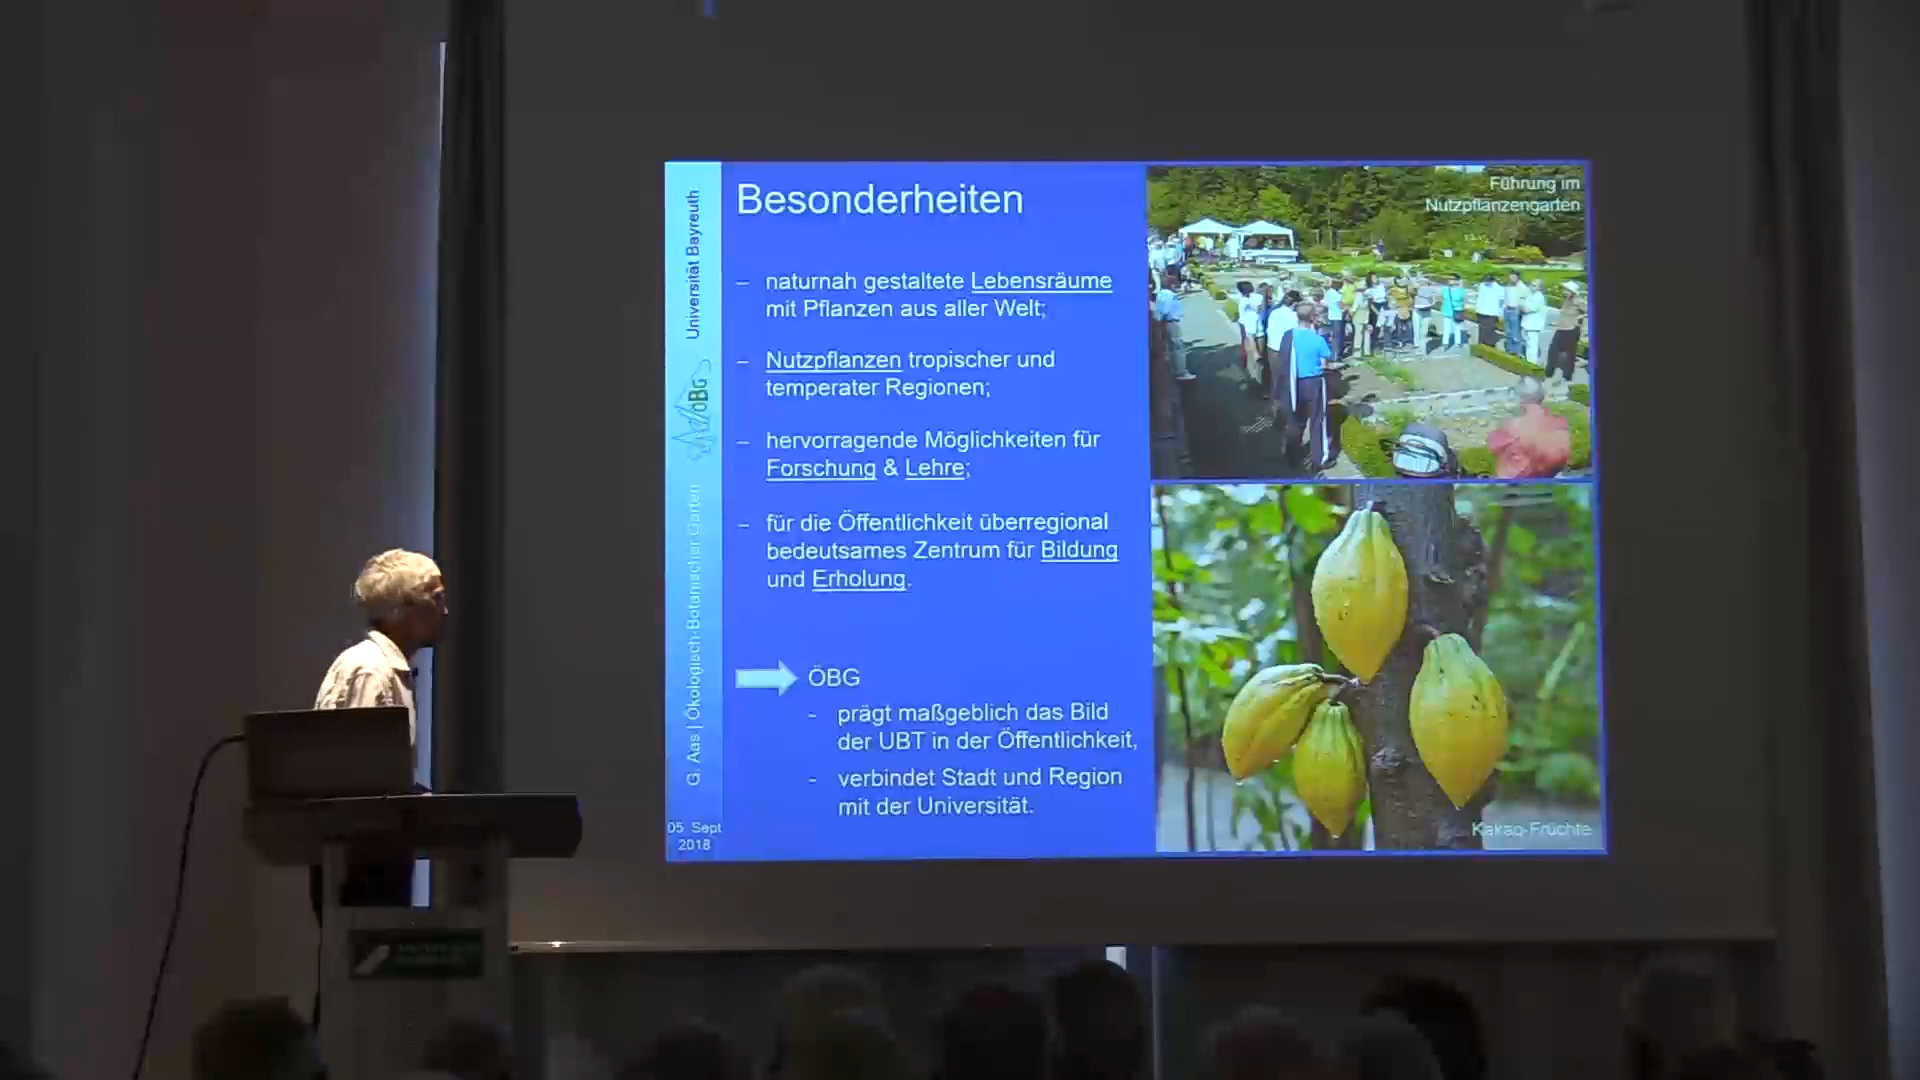 Besonderheiten
– naturnah gestaltete Lebensräume
mit Pflanzen aus aller Welt;
– Nutzpflanzen tropischer und
temperater Regionen;
– hervorragende Möglichkeiten für
Forschung & Lehre;
– für die Öffentlichkeit überregional
bedeutsames Zentrum für Bildung
und Erholung.
ÖBG
- prägt maßgeblich das Bild
der UBT in der Öffentlichkeit,
- verbindet Stadt und Region
mit der Universität.
Führung im
Nutzpflanzengarten
Kakao-Früchte
Universität Bayreuth
ÖBG
G. Aas | Ökologisch-Botanischer Garten
05. Sept
2018